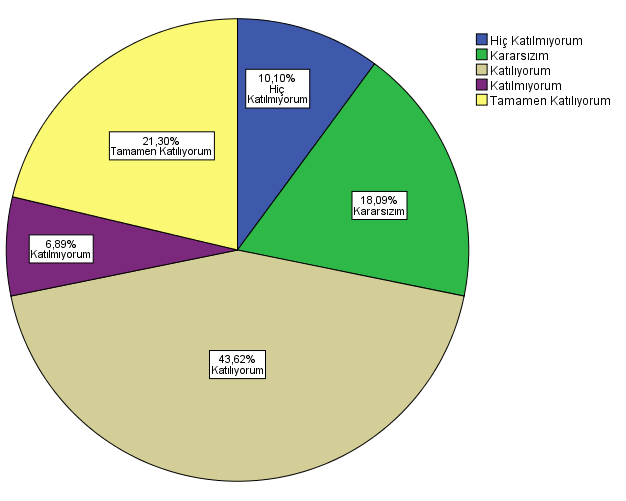 10,10%
Hiç
Katılmıyorum
18,09%
Kararsızım
43,62%
Katılıyorum
6,89%
Katılmıyorum
21,30%
Tamamen Katılıyorum
Hiç Katılmıyorum
Kararsızım
Katılıyorum
Katılmıyorum
Tamamen Katılıyorum